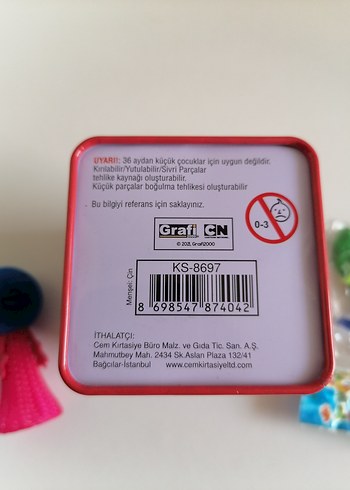 UYARI!: 36 aydan küçük çocuklar için uygun değildir.
Kırılabilir/Yutulabilir/Sivri Parçalar
tehlike kaynağı oluşturabilir.
Küçük parçalar boğulma tehlikesi oluşturabilir
Bu bilgiyi referans için saklayınız.
0-3
Grafi CN
© 2021, Grafi2000
KS-8697
Menşei: Çin
8 698547 874042
İTHALATÇI:
Cem Kırtasiye Büro Malz. ve Gıda Tic. San. A.Ş.
Mahmutbey Mah. 2434 Sk.Aslan Plaza 132/41
Bağcılar-İstanbul www.cemkirtasiyeltd.com